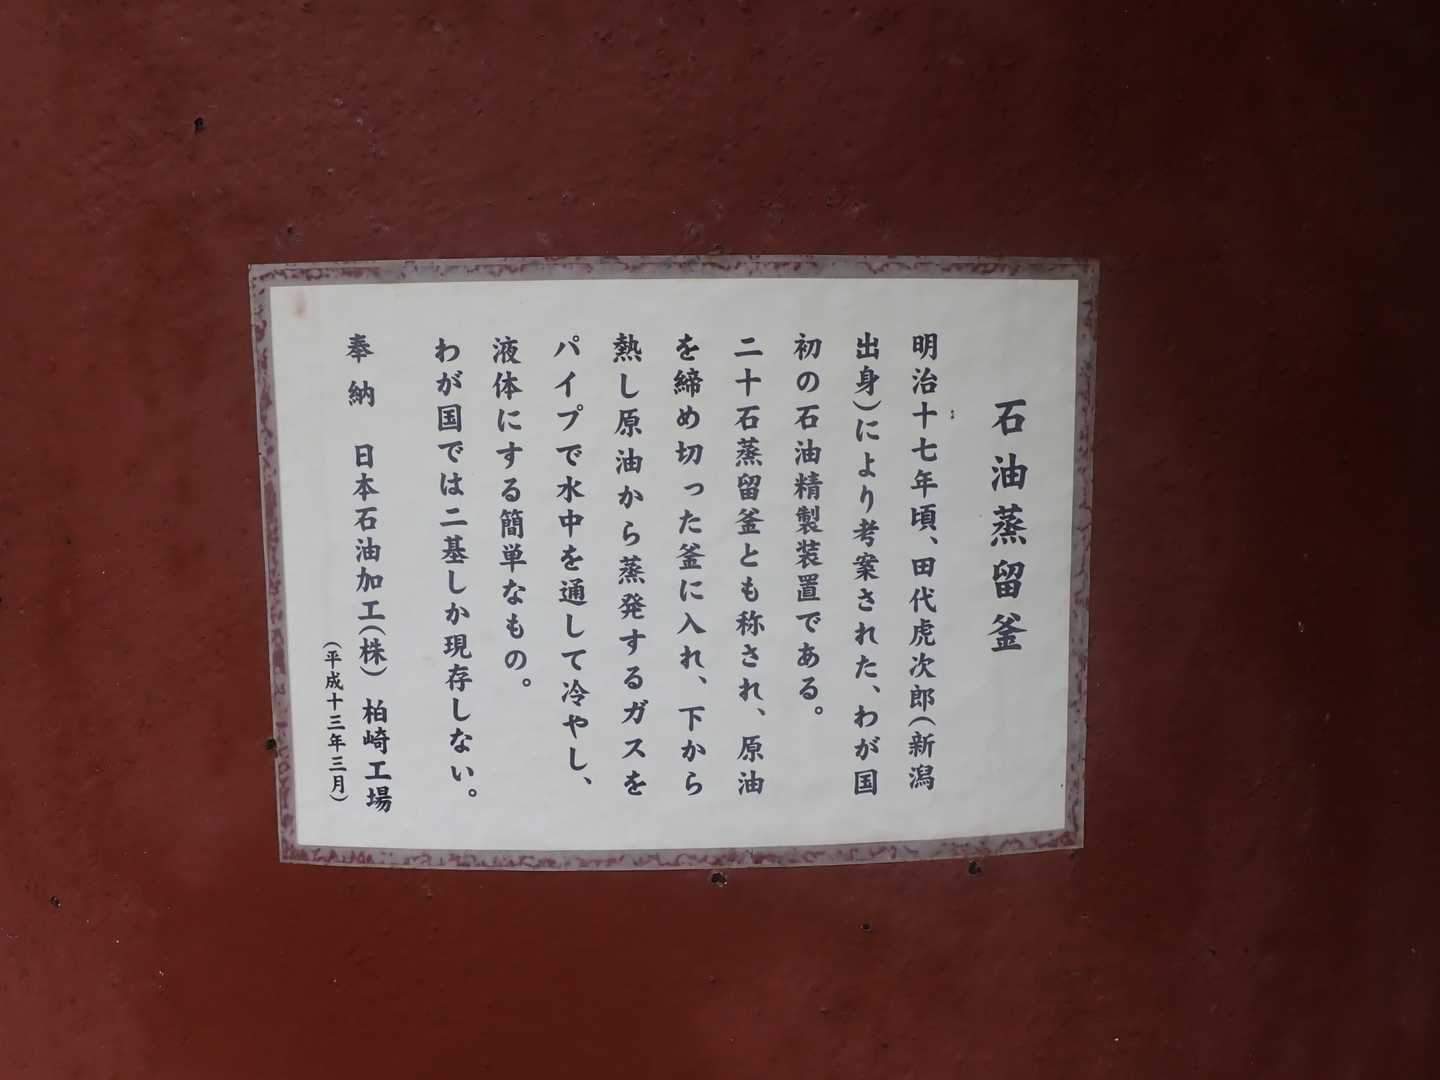 石油蒸留釜
明治十七年頃、田代虎次郎(新潟
出身)により考案された、わが国
初の石油精製装置である。
二十石蒸留釜とも称され、原油
を締め切った釜に入れ、下から
熱し原油から蒸発するガスを
パイプで水中を通して冷やし、
液体にする簡単なもの。
わが国では二基しか現存しない。
奉納 日本石油加工(株) 柏崎工場
(平成十三年三月)